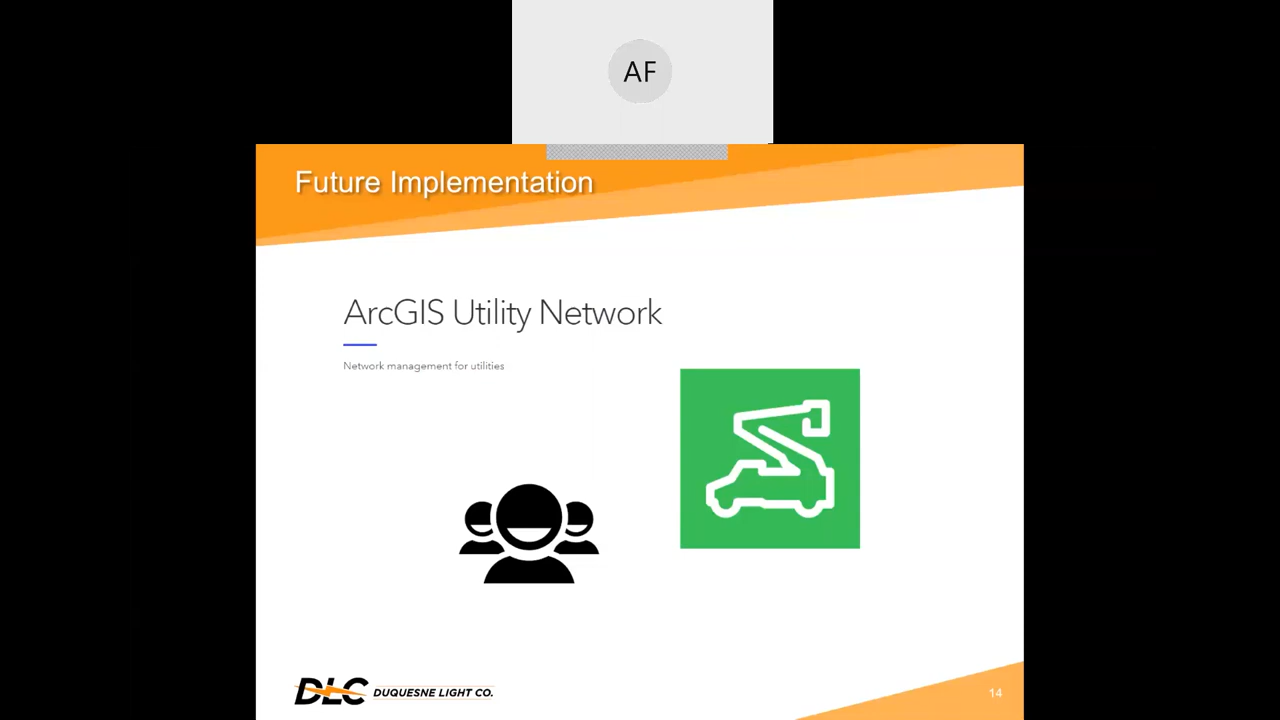 AF
Future Implementation
ArcGIS Utility Network
Network management for utilities
DLC DUQUESNE LIGHT CO.
14